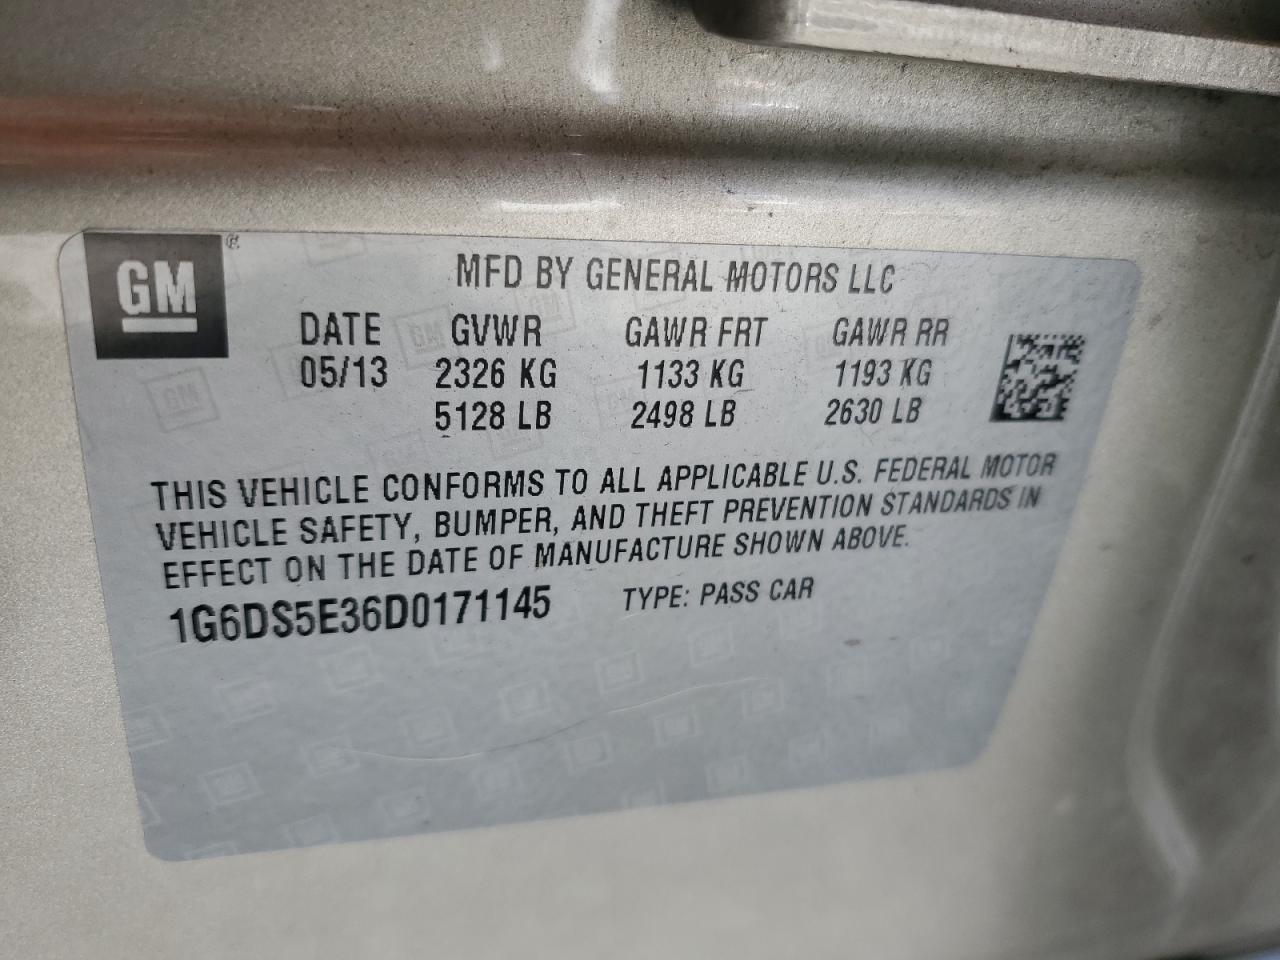 GM®
MFD BY GENERAL MOTORS LLC
DATE GVWR GAWR FRT GAWR RR
05/13 2326 KG 1133 KG 1193 KG
5128 LB 2498 LB 2630 LB
THIS VEHICLE CONFORMS TO ALL APPLICABLE U.S. FEDERAL MOTOR
VEHICLE SAFETY, BUMPER, AND THEFT PREVENTION STANDARDS IN
EFFECT ON THE DATE OF MANUFACTURE SHOWN ABOVE.
1G6DS5E36D0171145 TYPE: PASS CAR